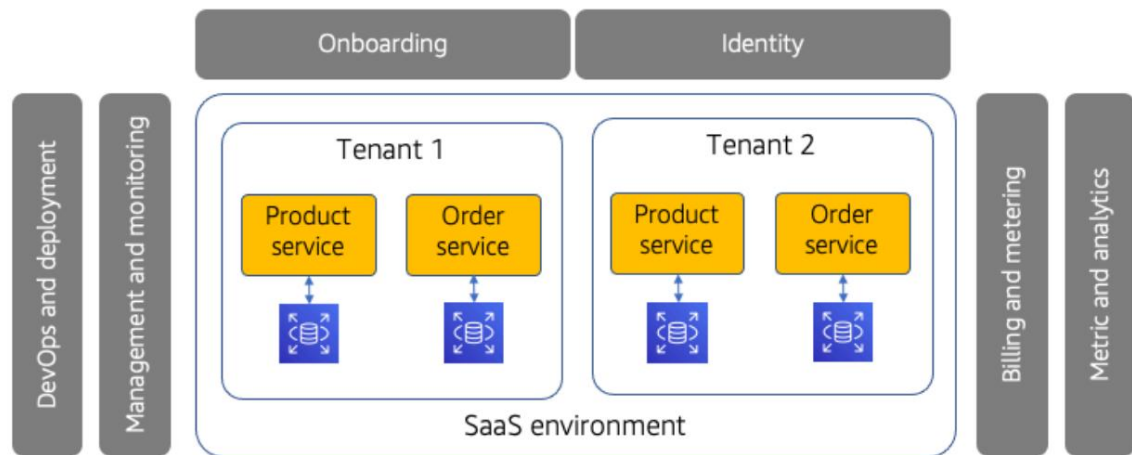 Onboarding
Identity
DevOps and deployment
Management and monitoring
Tenant 1
Product
service
Order
service
Tenant 2
Product
service
Order
service
SaaS environment
Billing and metering
Metric and analytics